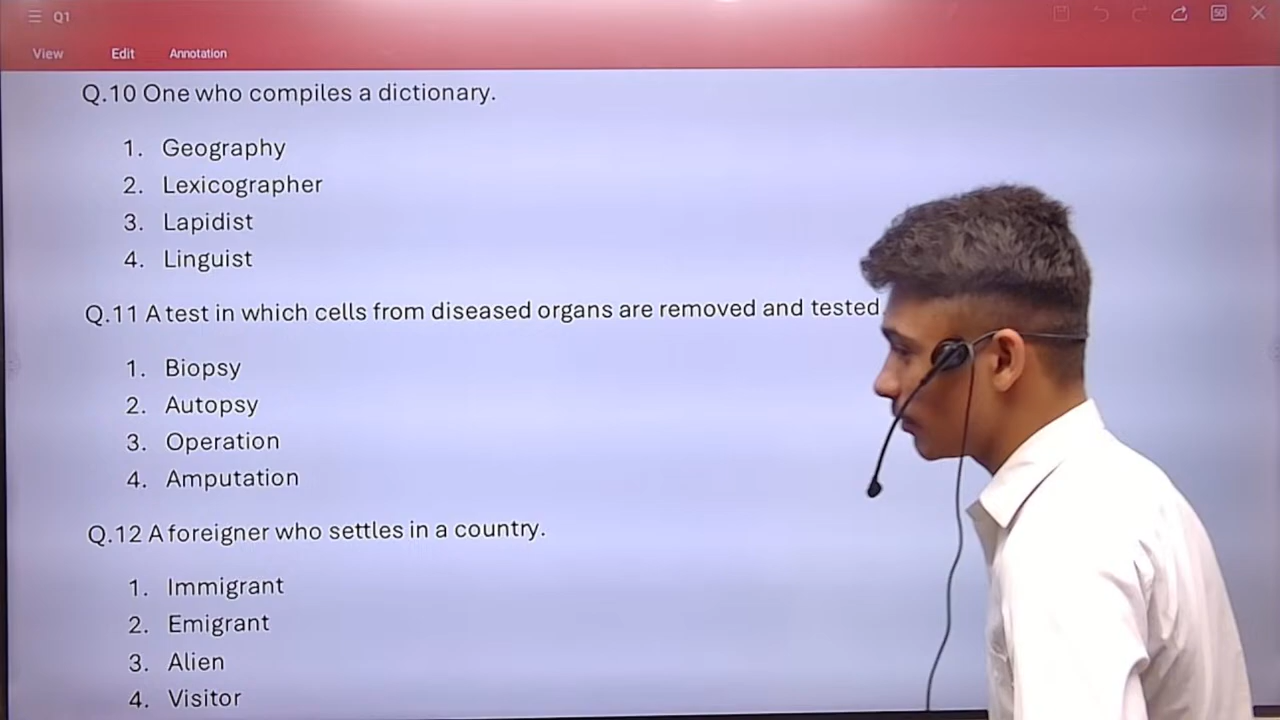 Q1
View Edit Annotation
50
Q.10 One who compiles a dictionary.
1. Geography
2. Lexicographer
3. Lapidist
4. Linguist
Q.11 A test in which cells from diseased organs are removed and tested
1. Biopsy
2. Autopsy
3. Operation
4. Amputation
Q.12 A foreigner who settles in a country.
1. Immigrant
2. Emigrant
3. Alien
4. Visitor